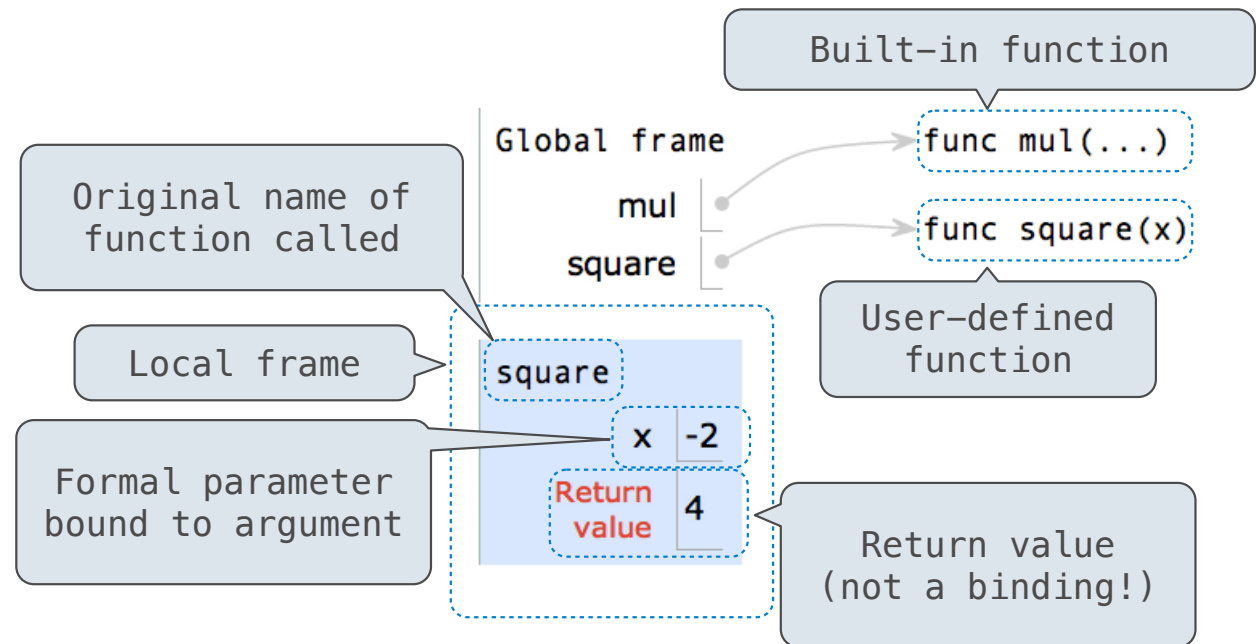 Built-in function
Global frame
func mul(...)
Original name of
function called
mul
square
func square(x)
User-defined
function
Local frame
square
x -2
Formal parameter
bound to argument
Return
value
4
Return value
(not a binding!)